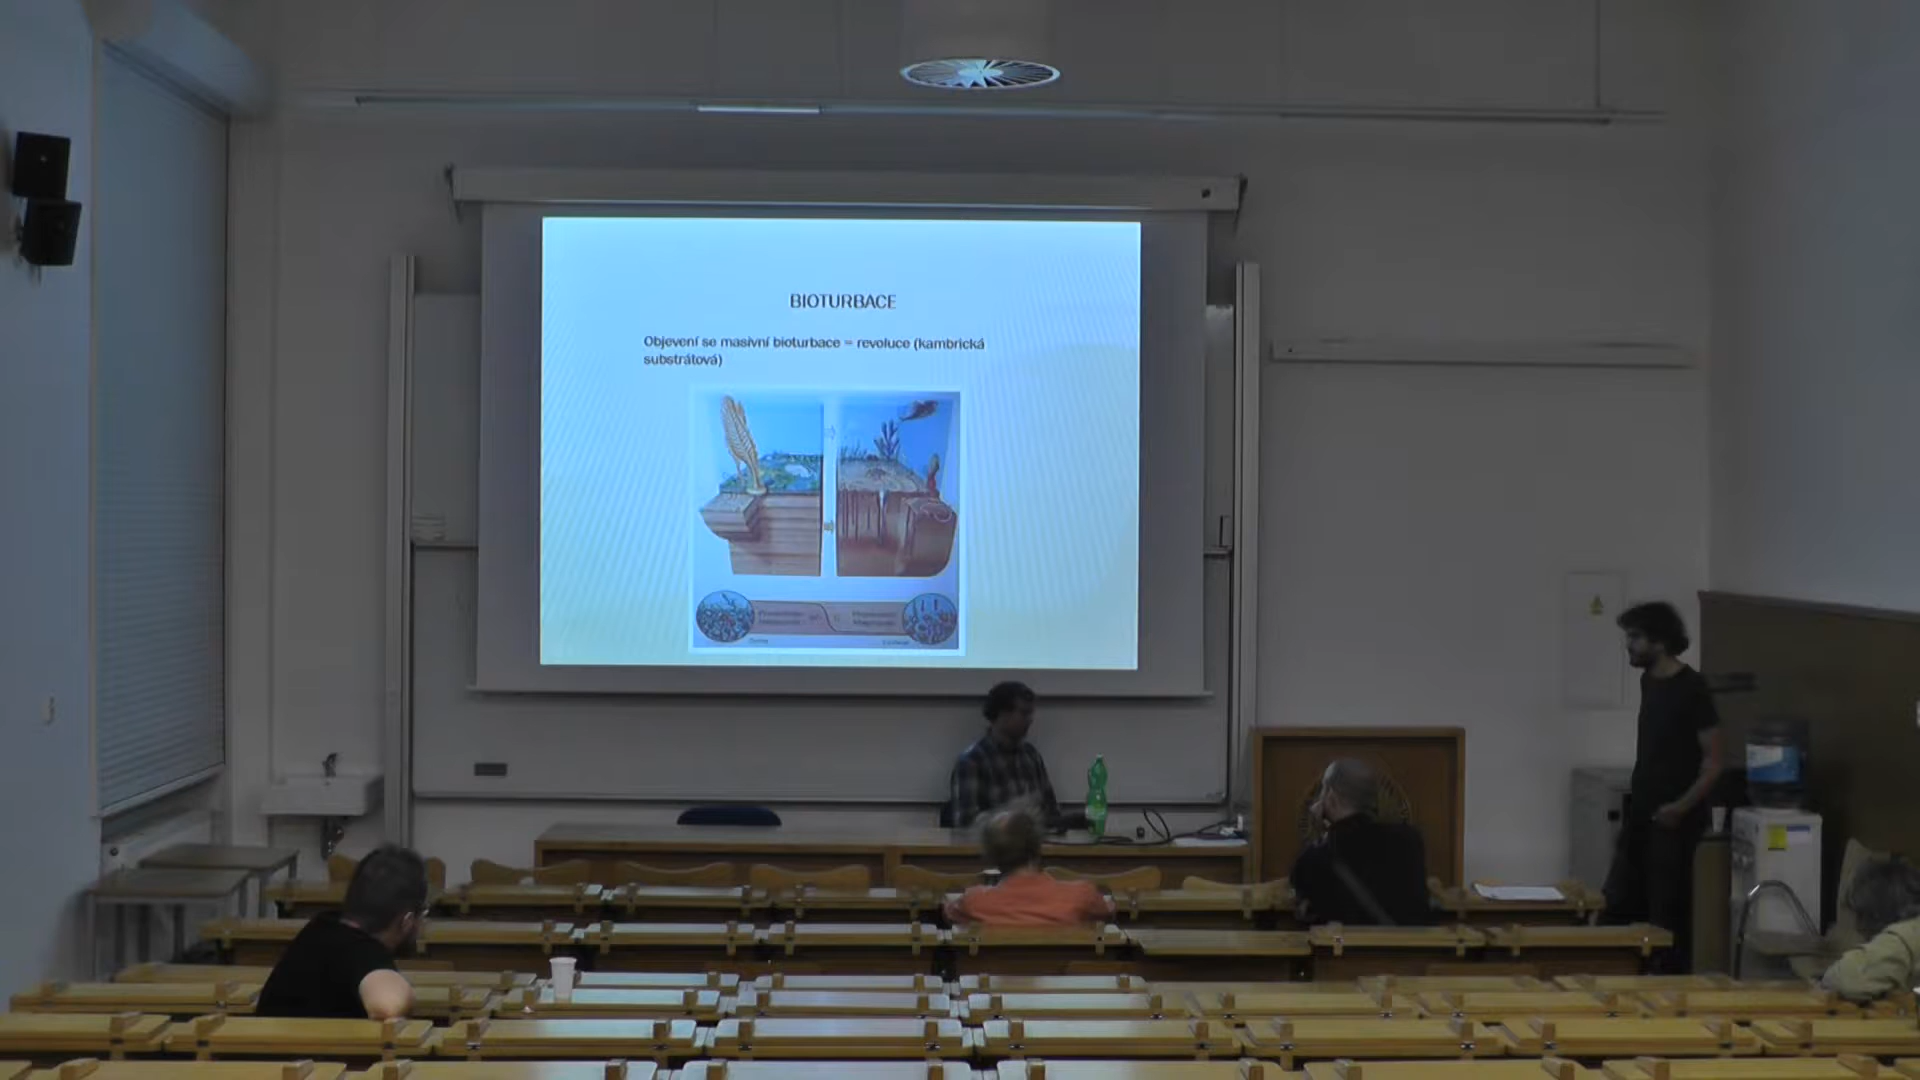 BIOTURBACE
Objevení se masivní bioturbace = revoluce (kambrická
substrátová)